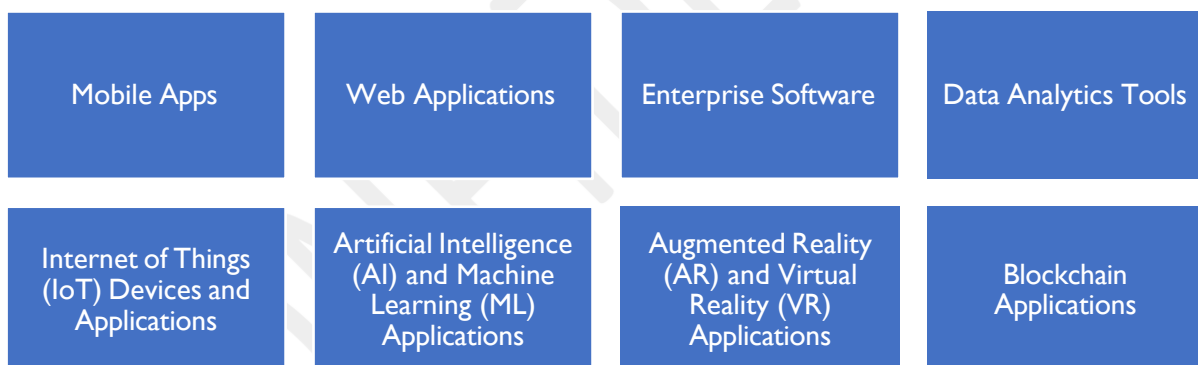 Mobile Apps
Web Applications
Enterprise Software
Data Analytics Tools
Internet of Things
(IoT) Devices and
Applications
Artificial Intelligence
(AI) and Machine
Learning (ML)
Applications
Augmented Reality
(AR) and Virtual
Reality (VR)
Applications
Blockchain
Applications